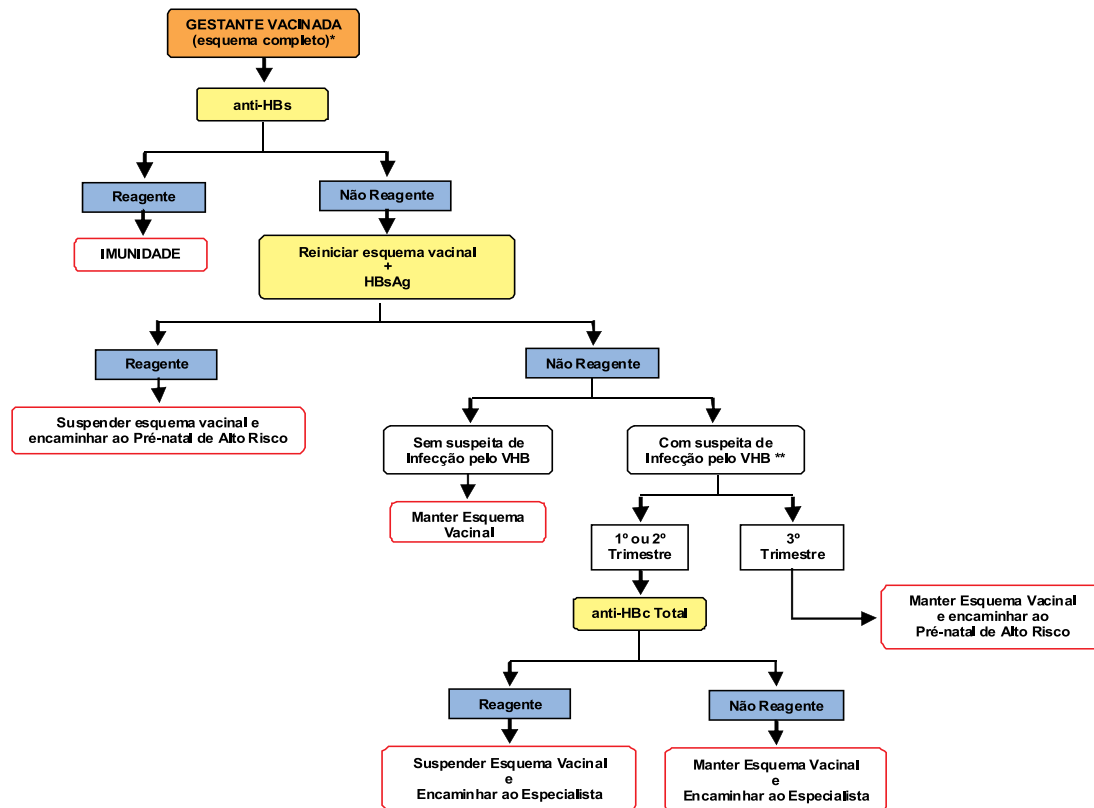 GESTANTE VACINADA
(esquema completo)*
anti-HBs
Reagente
Não Reagente
IMUNIDADE
Reiniciar esquema vacinal
+
HBsAg
Reagente
Não Reagente
Suspender esquema vacinal e
encaminhar ao Pré-natal de Alto Risco
Sem suspeita de
Infecção pelo VHB
Com suspeita de
Infecção pelo VHB **
Manter Esquema
Vacinal
1º ou 2º
Trimestre
3º
Trimestre
anti-HBc Total
Manter Esquema Vacinal
e encaminhar ao
Pré-natal de Alto Risco
Reagente
Não Reagente
Suspender Esquema Vacinal
e
Encaminhar ao Especialista
Manter Esquema Vacinal
e
Encaminhar ao Especialista